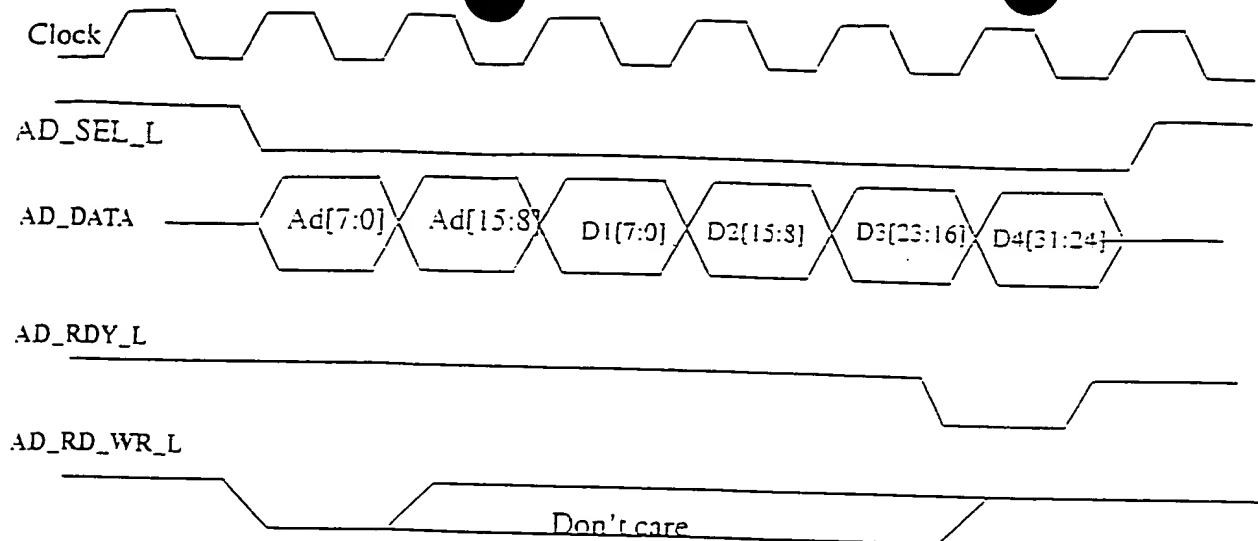 Clock
AD_SEL_L
AD_DATA
Ad[7:0]
Ad[15:8]
D1[7:0]
D2[15:8]
D3[23:16]
D4[31:24]
AD_RDY_L
AD_RD_WR_L
Don't care